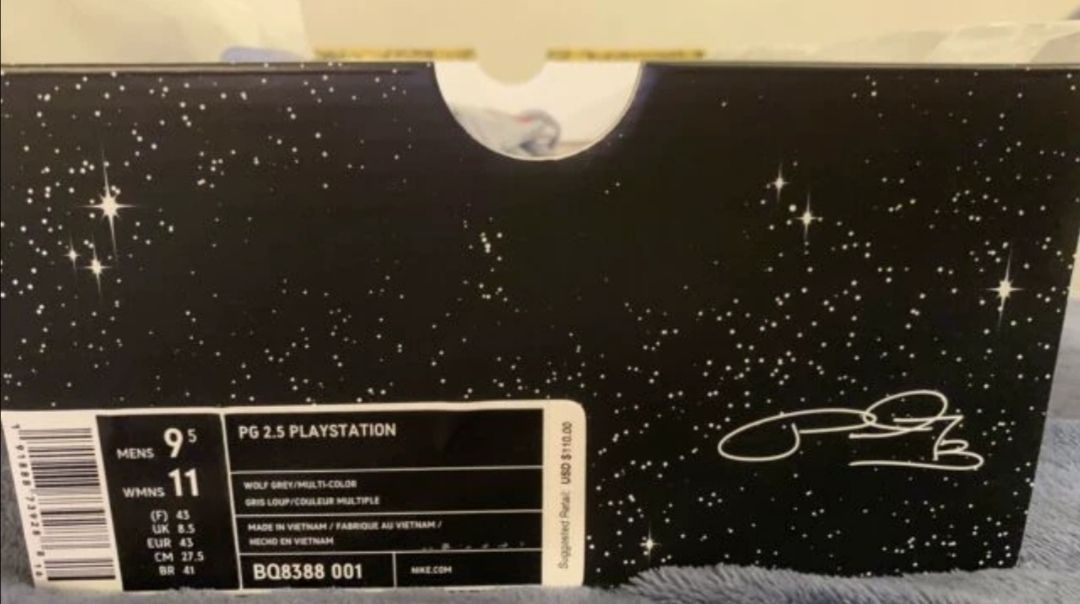 MENS 9.5
WMNS 11
(F) 43
UK 8.5
EUR 43
CM 27.5
BR 41
PG 2.5 PLAYSTATION
WOLF GREY/MULTI-COLOR
GRIS LOUP/COULEUR MULTIPLE
MADE IN VIETNAM / FABRIQUE AU VIETNAM /
HECHO EN VIETNAM
BQ8388 001
NIKE.COM
Suggested Retail: USD $110.00